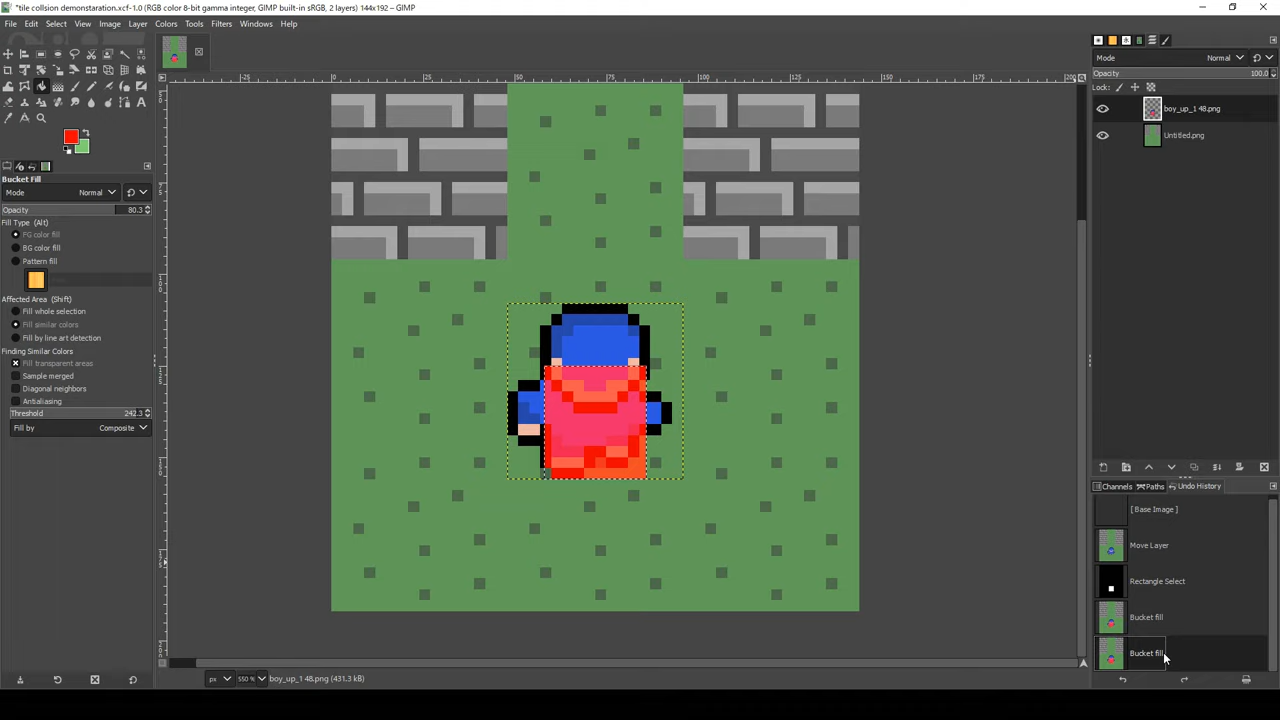 *tile collsion demonstaration.xcf-1.0 (RGB color 8-bit gamma integer, GIMP built-in sRGB, 2 layers) 144x192 – GIMP
File Edit Select View Image Layer Colors Tools Filters Windows Help
-25 0 25 50 75 100 125 150 175 200
Mode Normal
Opacity 100.0
Lock:
boy_up_1 48.png
Untitled.png
Bucket Fill
Mode Normal
Opacity 80.3
Fill Type (Alt)
FG color fill
BG color fill
Pattern fill
Affected Area (Shift)
Fill whole selection
Fill similar colors
Fill by line art detection
Finding Similar Colors
Fill transparent areas
Sample merged
Diagonal neighbors
Antialiasing
Threshold 242.3
Fill by Composite
Channels Paths Undo History
[ Base Image ]
Move Layer
Rectangle Select
Bucket fill
Bucket fill
px 550 % boy_up_1 48.png (431.3 kB)